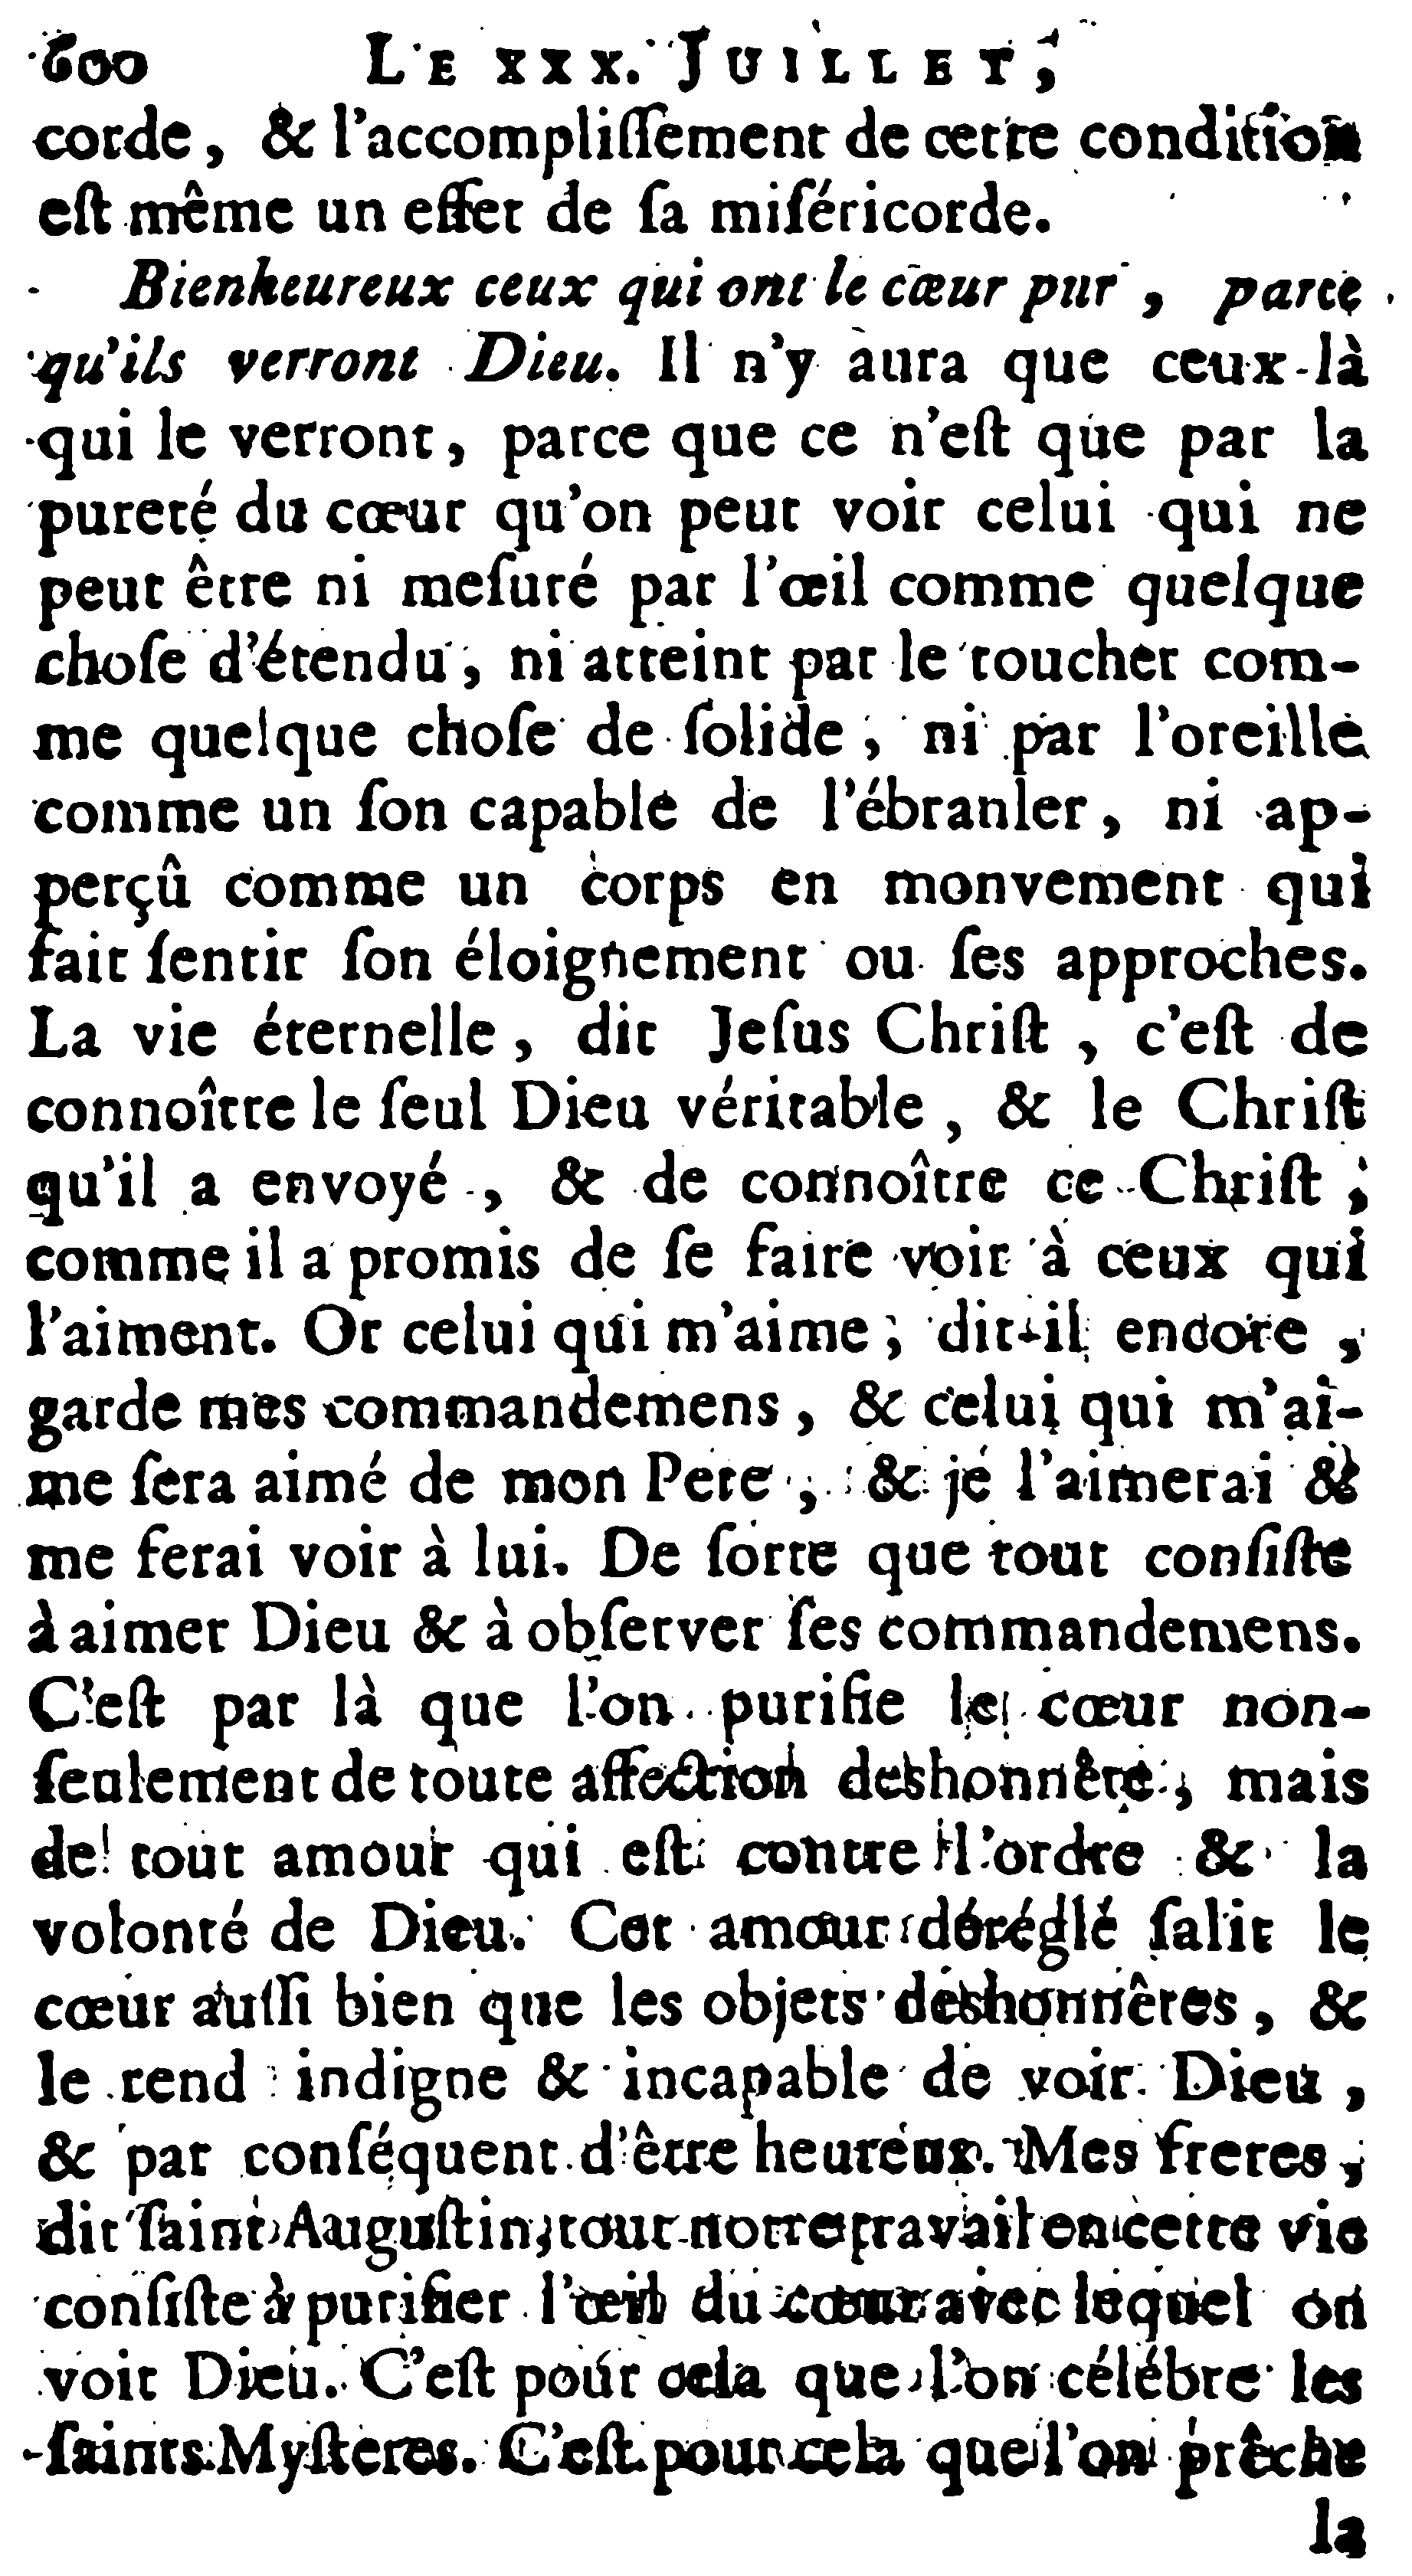 600 LE XXX. JUILLET,
corde, & l'accompliſſement de cette condition
eſt même un effet de ſa miſéricorde.
Bienheureux ceux qui ont le cœur pur, parce
qu'ils verront Dieu. Il n'y aura que ceux-là
qui le verront, parce que ce n'eſt que par la
pureté du cœur qu'on peut voir celui qui ne
peut être ni meſuré par l'œil comme quelque
choſe d'étendu, ni atteint par le toucher com-
me quelque choſe de ſolide, ni par l'oreille
comme un ſon capable de l'ébranler, ni ap-
perçû comme un corps en monvement qui
fait ſentir ſon éloignement ou ſes approches.
La vie éternelle, dit Jeſus Chriſt, c'eſt de
connoître le ſeul Dieu véritable, & le Chriſt
qu'il a envoyé, & de connoître ce Chriſt,
comme il a promis de ſe faire voir à ceux qui
l'aiment. Or celui qui m'aime, dit-il encore,
garde mes commandemens, & celui qui m'ai-
me ſera aimé de mon Pere, & je l'aimerai &
me ferai voir à lui. De ſorte que tout conſiſte
à aimer Dieu & à obſerver ſes commandemens.
C'eſt par là que l'on purifie le cœur non-
ſeulement de toute affection deshonnête, mais
de tout amour qui eſt contre l'ordre & la
volonté de Dieu. Cet amour déréglé ſalit le
cœur auſſi bien que les objets deshonnêtes, &
le rend indigne & incapable de voir Dieu,
& par conſéquent d'être heureux. Mes freres,
dit ſaint Auguſtin, tout notre travail en cette vie
conſiſte à purifier l'œil du cœur avec lequel on
voit Dieu. C'eſt pour cela que l'on célébre les
ſaints Myſteres. C'eſt pour cela que l'on prêche
la